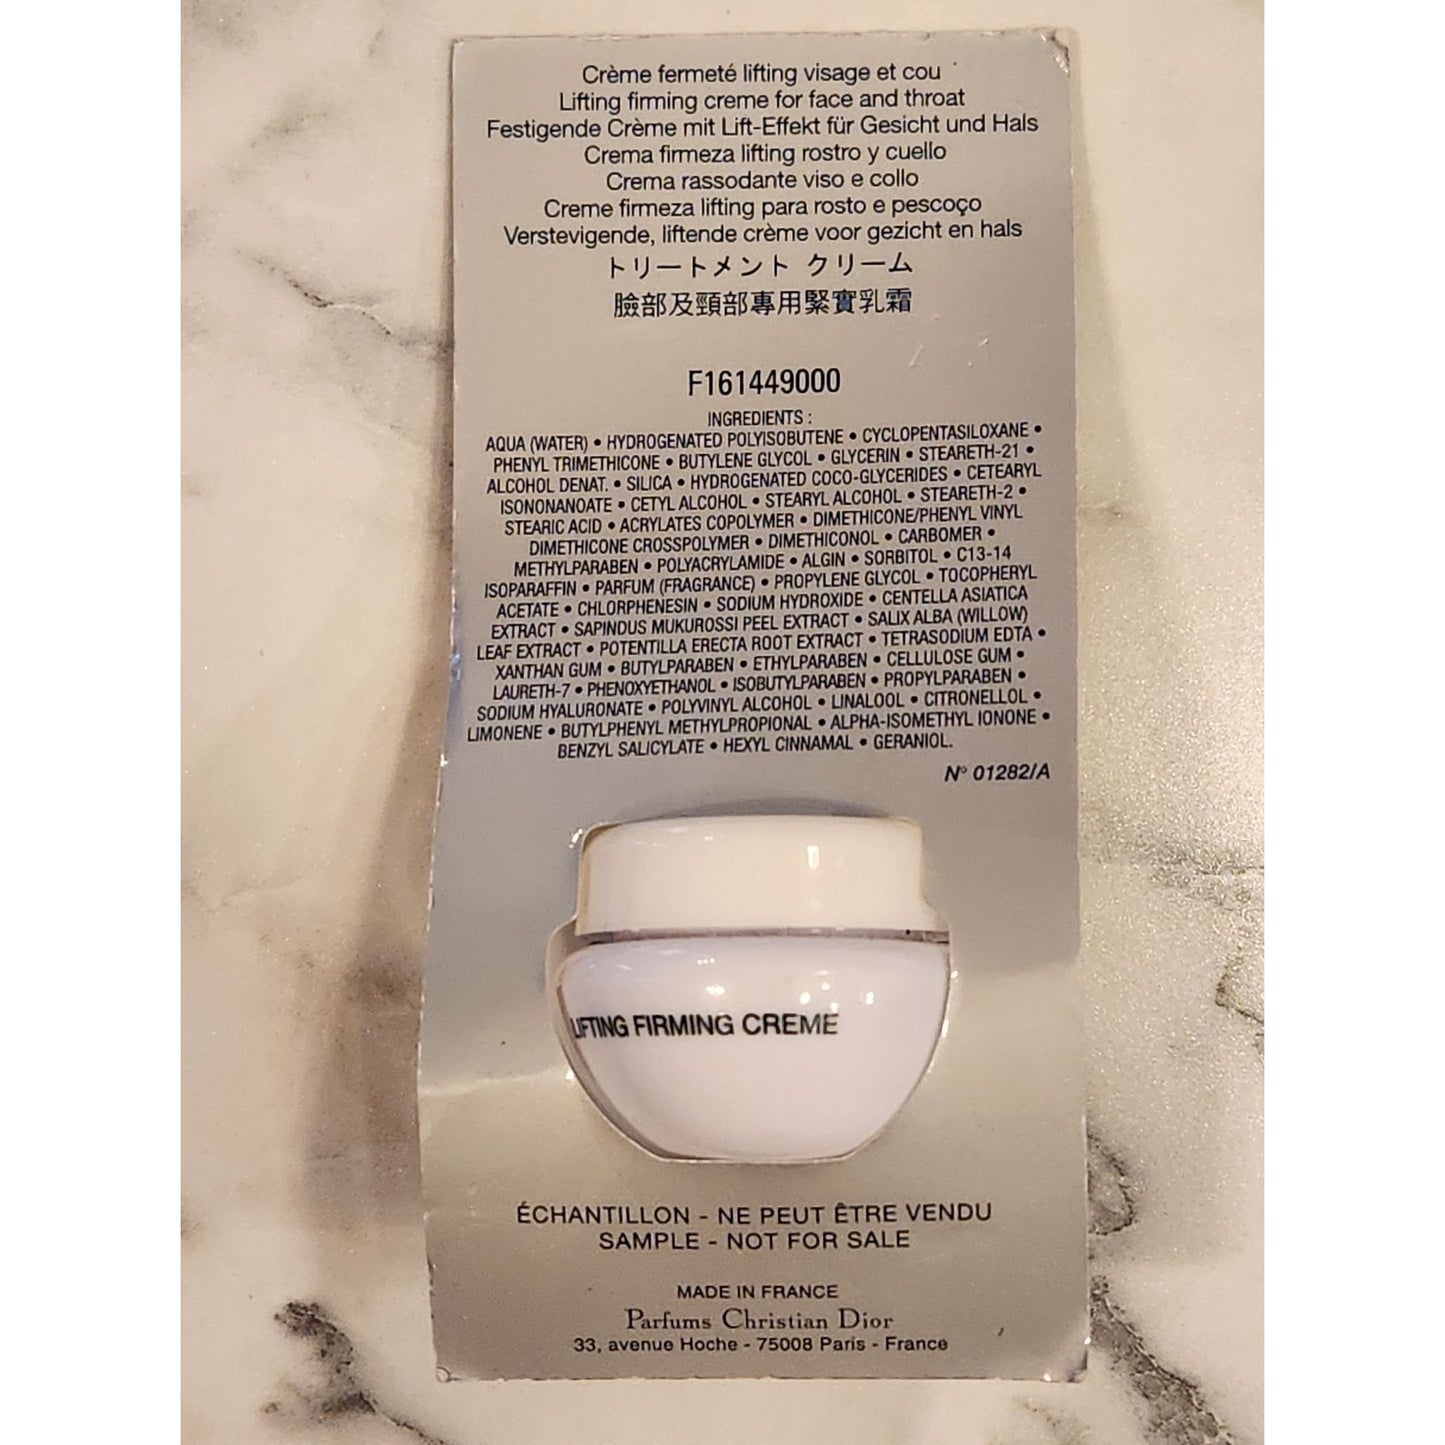 Crème fermeté lifting visage et cou
Lifting firming creme for face and throat
Festigende Crème mit Lift-Effekt für Gesicht und Hals
Crema firmeza lifting rostro y cuello
Crema rassodante viso e collo
Creme firmeza lifting para rosto e pescoço
Verstevigende, liftende crème voor gezicht en hals
トリートメント クリーム
臉部及頸部專用緊實乳霜
F161449000
INGREDIENTS :
AQUA (WATER) • HYDROGENATED POLYISOBUTENE • CYCLOPENTASILOXANE •
PHENYL TRIMETHICONE • BUTYLENE GLYCOL • GLYCERIN • STEARETH-21 •
ALCOHOL DENAT. • SILICA • HYDROGENATED COCO-GLYCERIDES • CETEARYL
ISONONANOATE • CETYL ALCOHOL • STEARYL ALCOHOL • STEARETH-2 •
STEARIC ACID • ACRYLATES COPOLYMER • DIMETHICONE/PHENYL VINYL
DIMETHICONE CROSSPOLYMER • DIMETHICONOL • CARBOMER •
METHYLPARABEN • POLYACRYLAMIDE • ALGIN • SORBITOL • C13-14
ISOPARAFFIN • PARFUM (FRAGRANCE) • PROPYLENE GLYCOL • TOCOPHERYL
ACETATE • CHLORPHENESIN • SODIUM HYDROXIDE • CENTELLA ASIATICA
EXTRACT • SAPINDUS MUKUROSSI PEEL EXTRACT • SALIX ALBA (WILLOW)
LEAF EXTRACT • POTENTILLA ERECTA ROOT EXTRACT • TETRASODIUM EDTA •
XANTHAN GUM • BUTYLPARABEN • ETHYLPARABEN • CELLULOSE GUM •
LAURETH-7 • PHENOXYETHANOL • ISOBUTYLPARABEN • PROPYLPARABEN •
SODIUM HYALURONATE • POLYVINYL ALCOHOL • LINALOOL • CITRONELLOL •
LIMONENE • BUTYLPHENYL METHYLPROPIONAL • ALPHA-ISOMETHYL IONONE •
BENZYL SALICYLATE • HEXYL CINNAMAL • GERANIOL.
N° 01282/A
LIFTING FIRMING CREME
ÉCHANTILLON - NE PEUT ÊTRE VENDU
SAMPLE - NOT FOR SALE
MADE IN FRANCE
Parfums Christian Dior
33, avenue Hoche - 75008 Paris - France